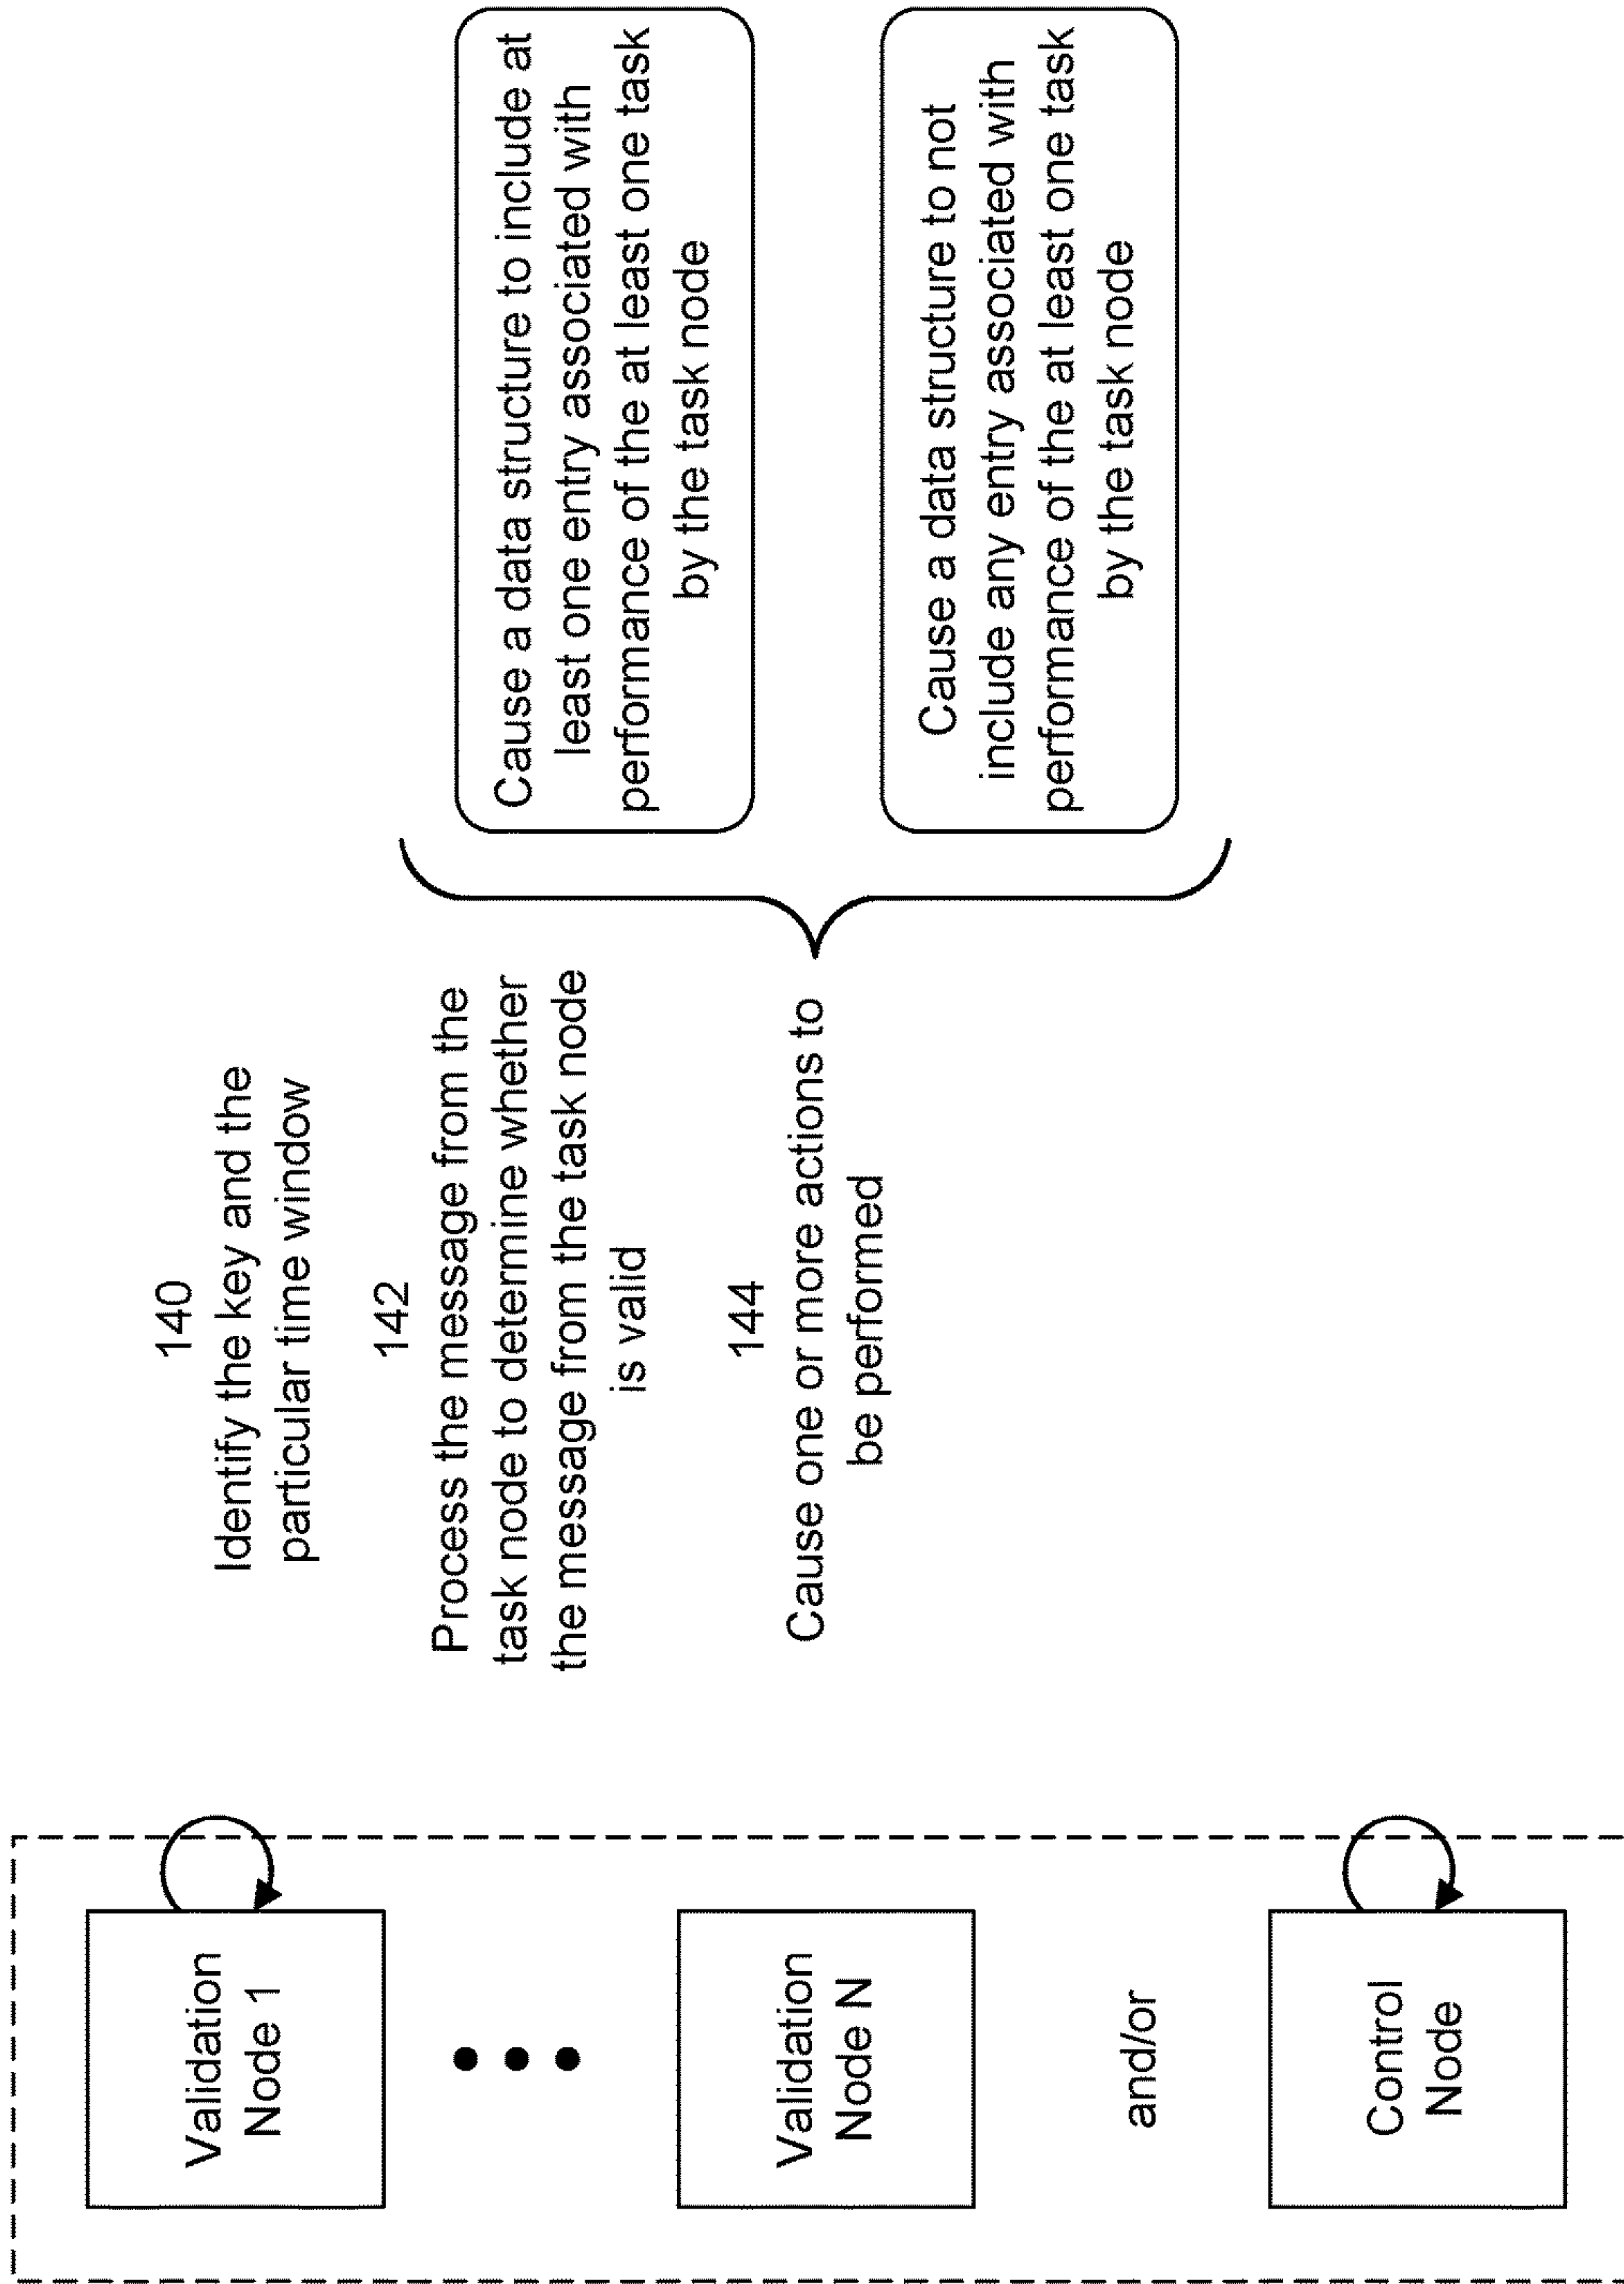 Validation
Node 1
Validation
Node N
and/or
Control
Node
140
Identify the key and the
particular time window
142
Process the message from the
task node to determine whether
the message from the task node
is valid
144
Cause one or more actions to
be performed
Cause a data structure to include at
least one entry associated with
performance of the at least one task
by the task node
Cause a data structure to not
include any entry associated with
performance of the at least one task
by the task node